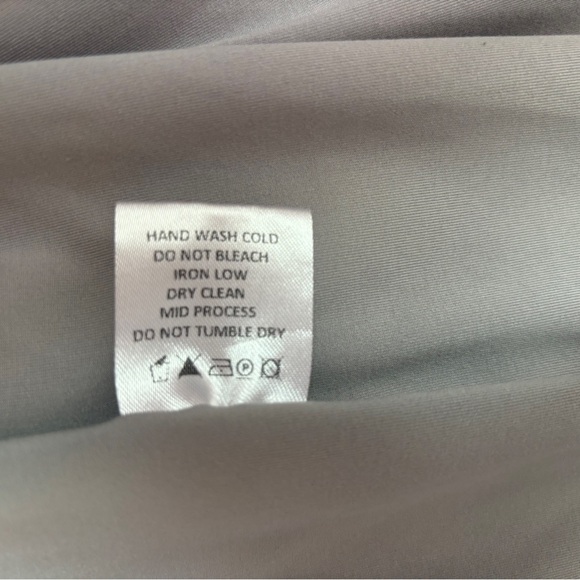 HAND WASH COLD
DO NOT BLEACH
IRON LOW
DRY CLEAN
MID PROCESS
DO NOT TUMBLE DRY
P